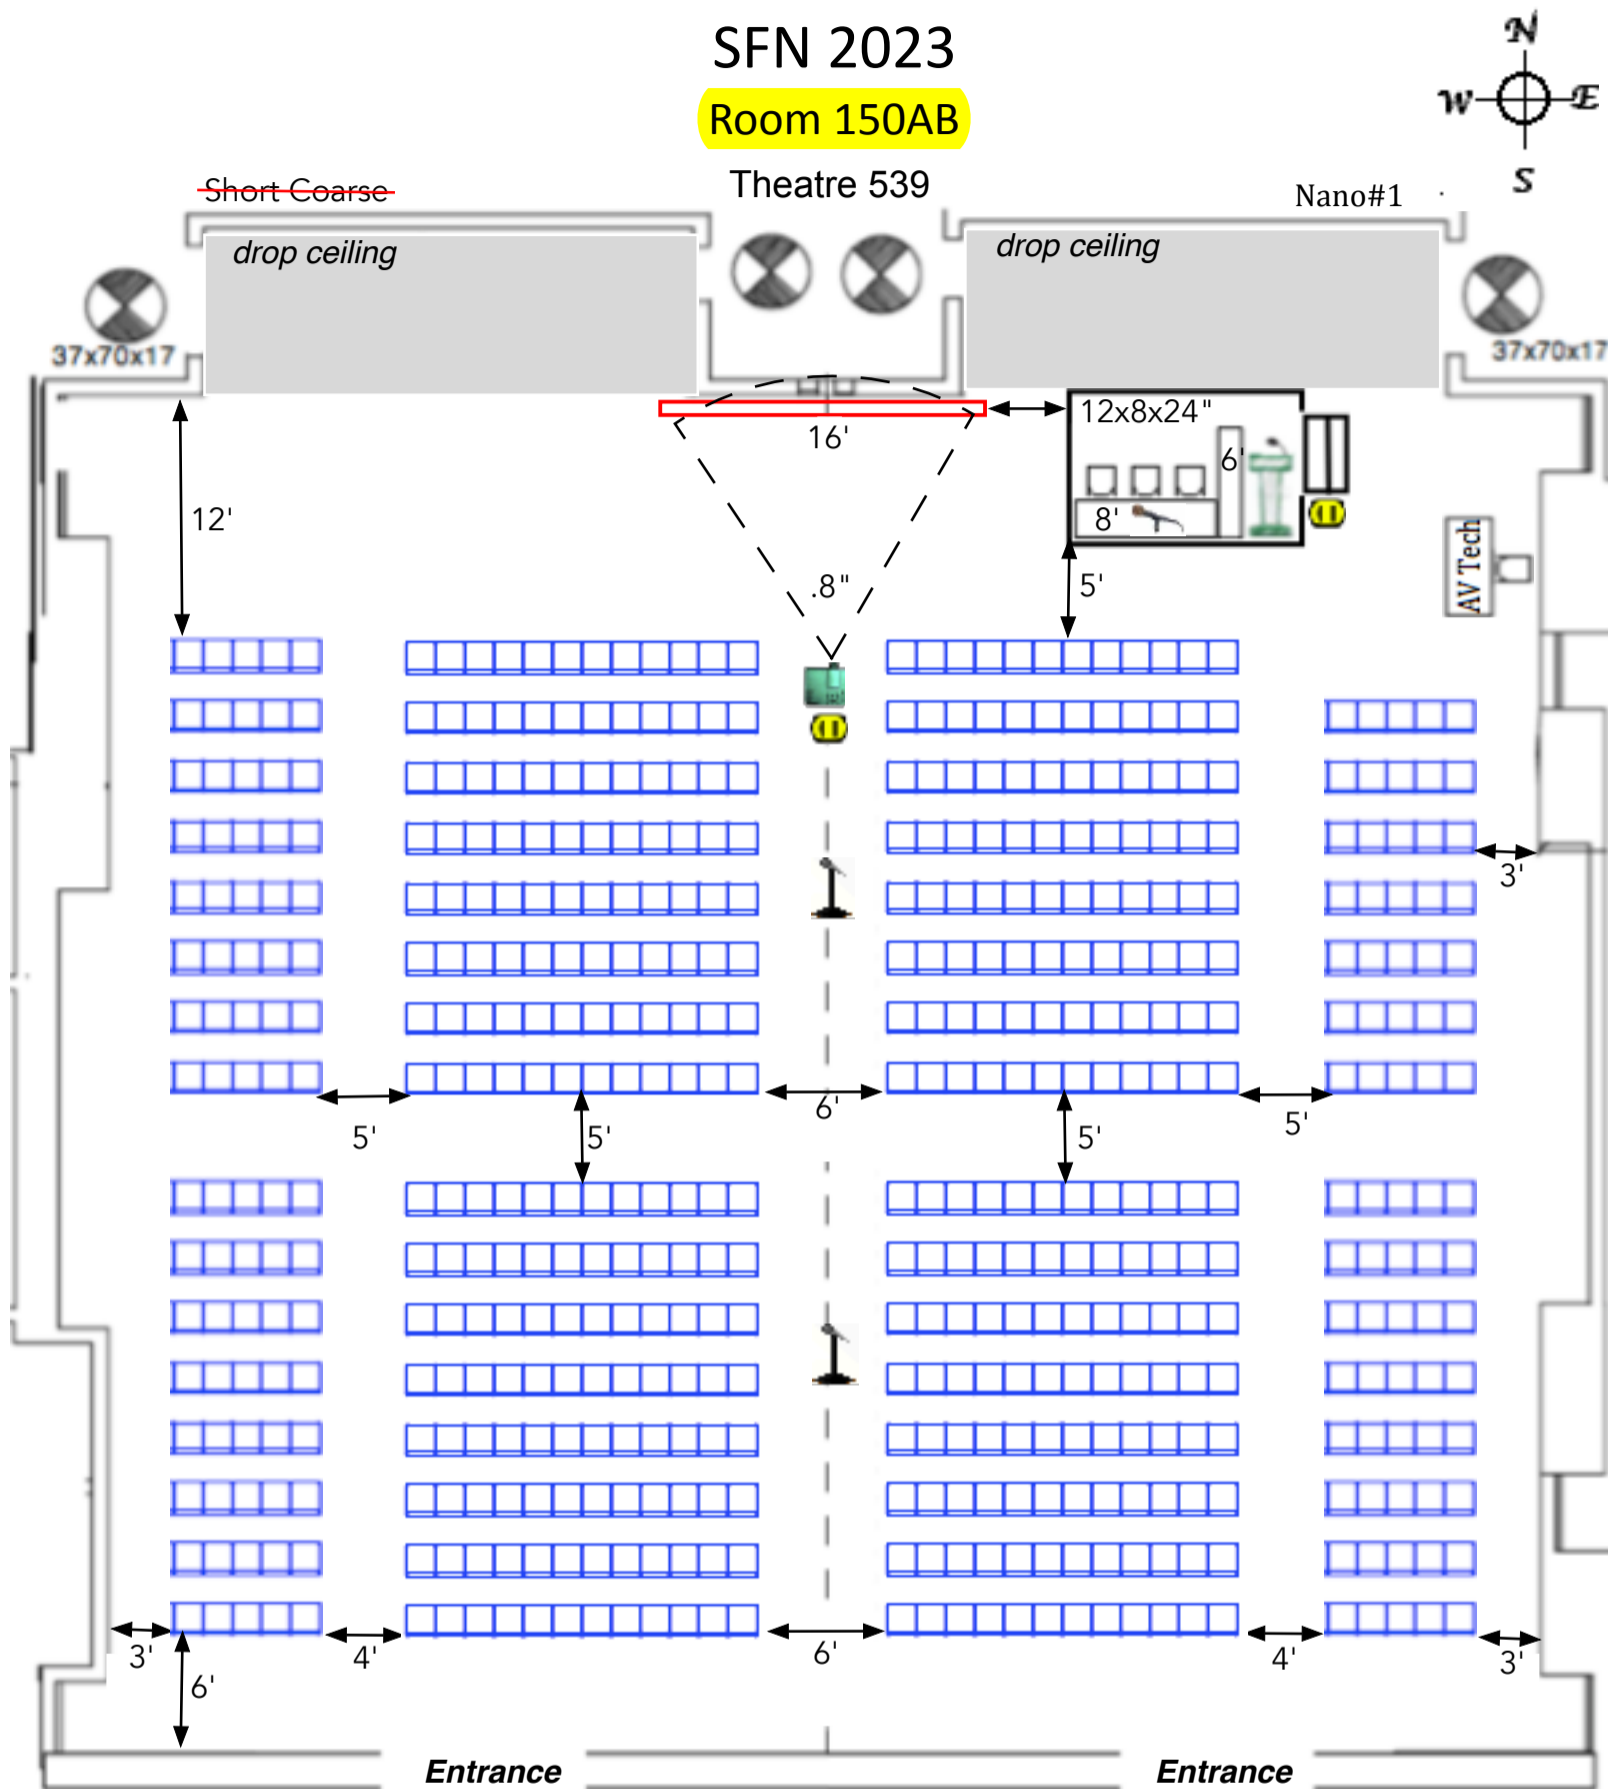 SFN 2023
N
Room 150AB
W
E
Theatre 539
S
Short Coarse
Nano#1
drop ceiling
drop ceiling
37x70x17
37x70x17
16'
12x8x24"
6'
12'
8'
AV Tech
.8"
5'
3'
6'
5'
5'
5'
5'
3'
4'
6'
4'
3'
6'
Entrance
Entrance